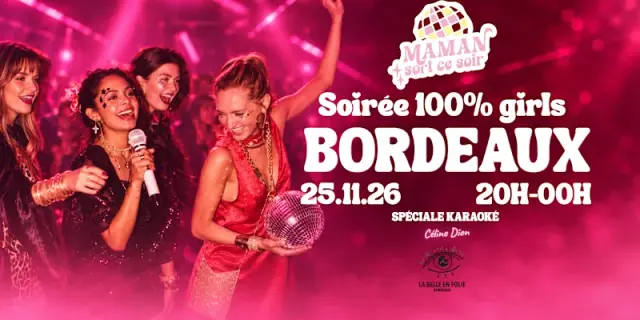 MAMAN
sort ce soir
Soirée 100% girls
BORDEAUX
25.11.26 20H-00H
SPÉCIALE KARAOKÉ
Céline Dion
LA BELLE EN FOLIE